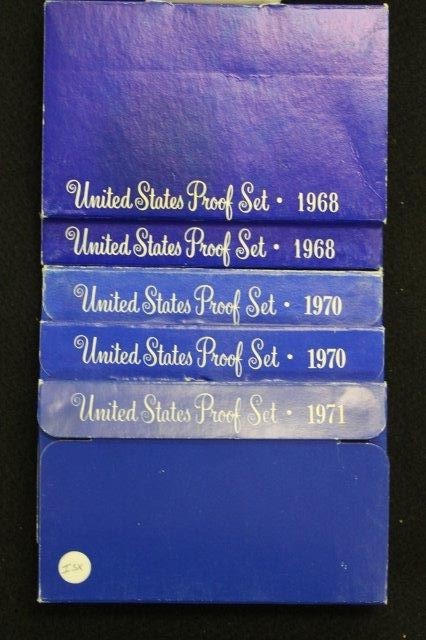 United States Proof Set • 1968
United States Proof Set • 1968
United States Proof Set • 1970
United States Proof Set • 1970
United States Proof Set • 1971